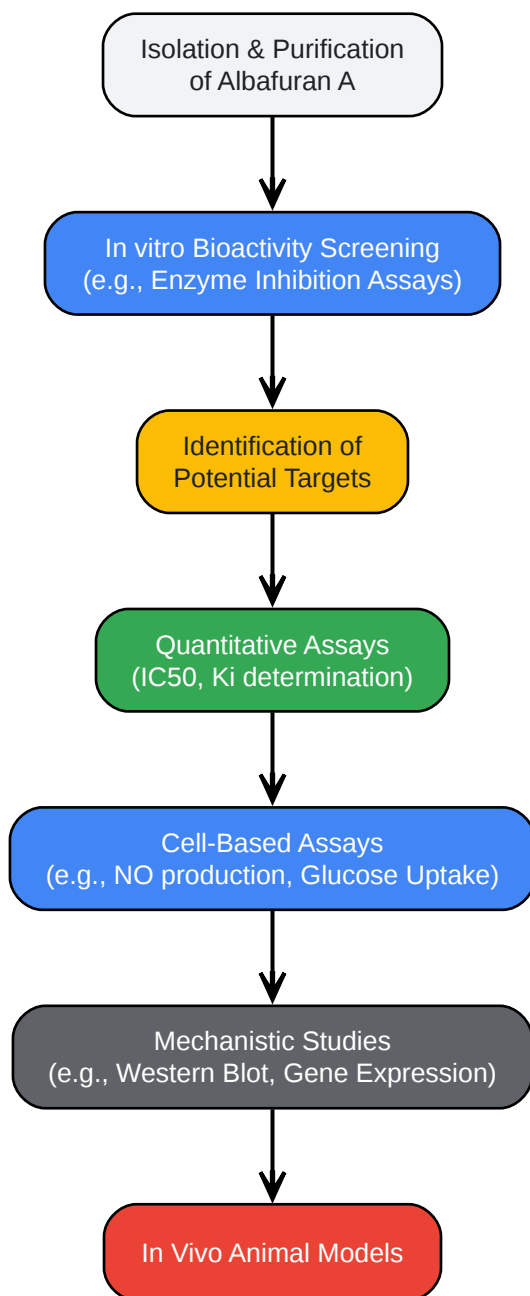 Isolation & Purification
of Albafuran A
In vitro Bioactivity Screening
(e.g., Enzyme Inhibition Assays)
Identification of
Potential Targets
Quantitative Assays
(IC50, Ki determination)
Cell-Based Assays
(e.g., NO production, Glucose Uptake)
Mechanistic Studies
(e.g., Western Blot, Gene Expression)
In Vivo Animal Models